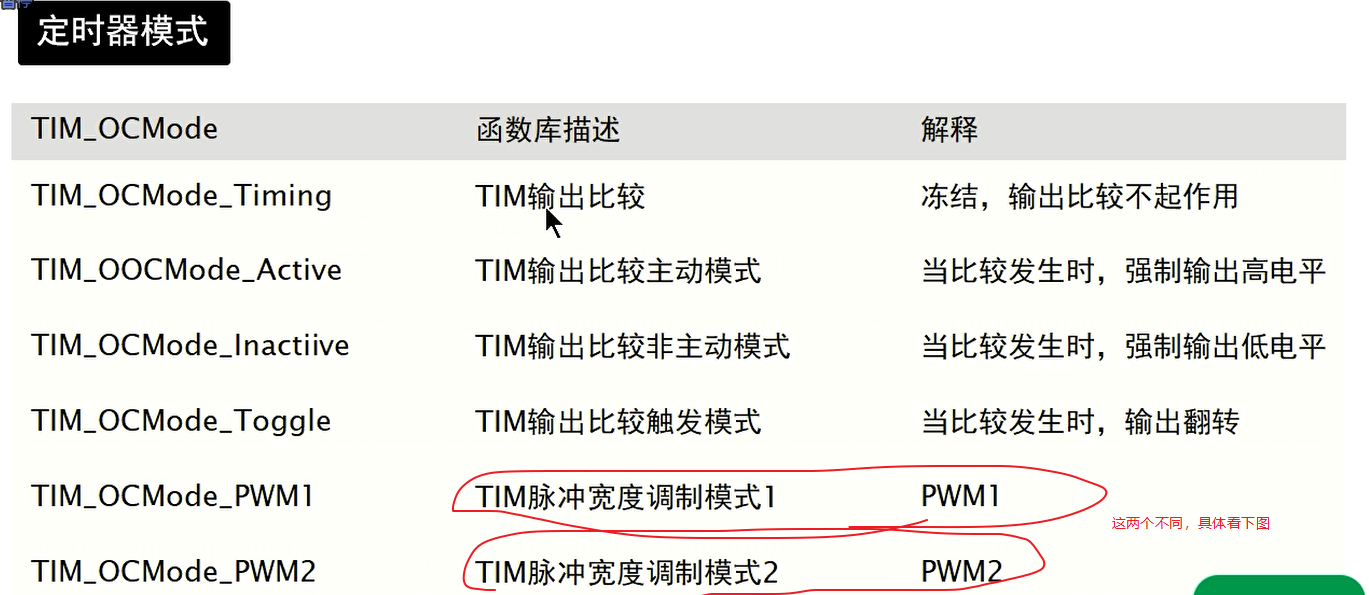 定时器模式
TIM_OCMode 函数库描述 解释
TIM_OCMode_Timing TIM输出比较 冻结，输出比较不起作用
TIM_OOCMode_Active TIM输出比较主动模式 当比较发生时，强制输出高电平
TIM_OCMode_Inactiive TIM输出比较非主动模式 当比较发生时，强制输出低电平
TIM_OCMode_Toggle TIM输出比较触发模式 当比较发生时，输出翻转
TIM_OCMode_PWM1 TIM脉冲宽度调制模式1 PWM1
这两个不同，具体看下图
TIM_OCMode_PWM2 TIM脉冲宽度调制模式2 PWM2